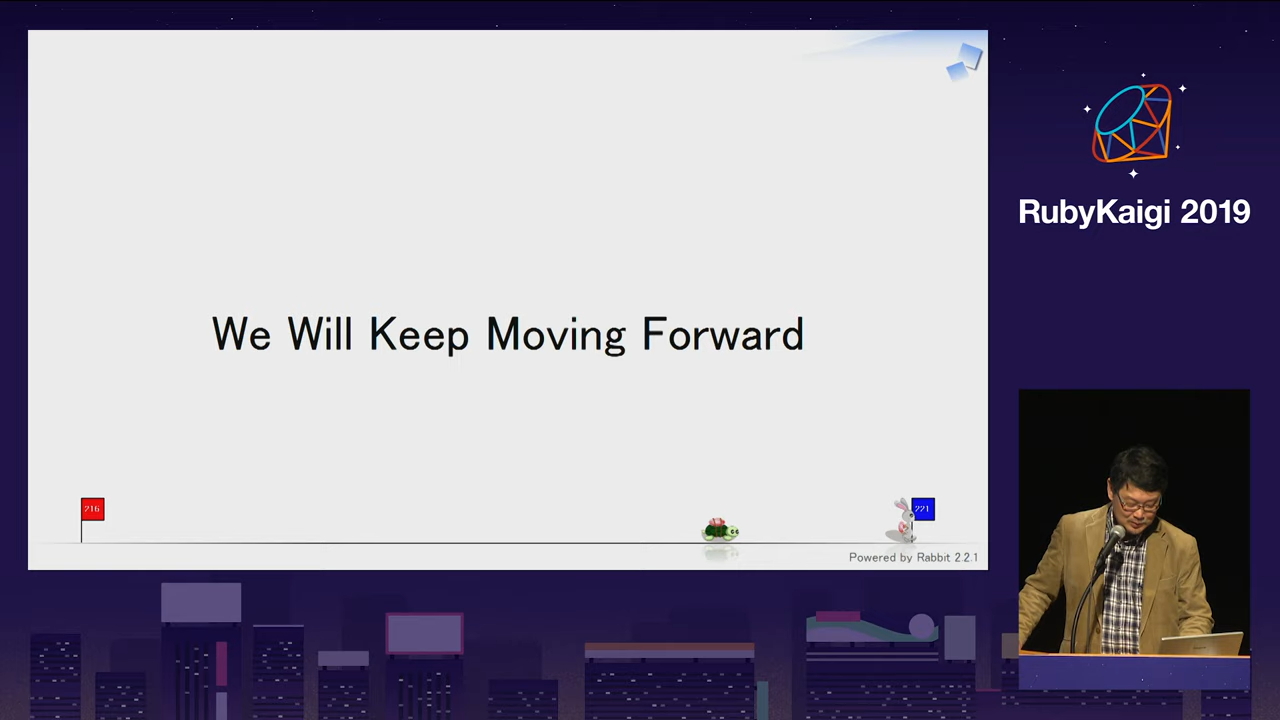 We Will Keep Moving Forward
216
221
Powered by Rabbit 2.2.1
RubyKaigi 2019